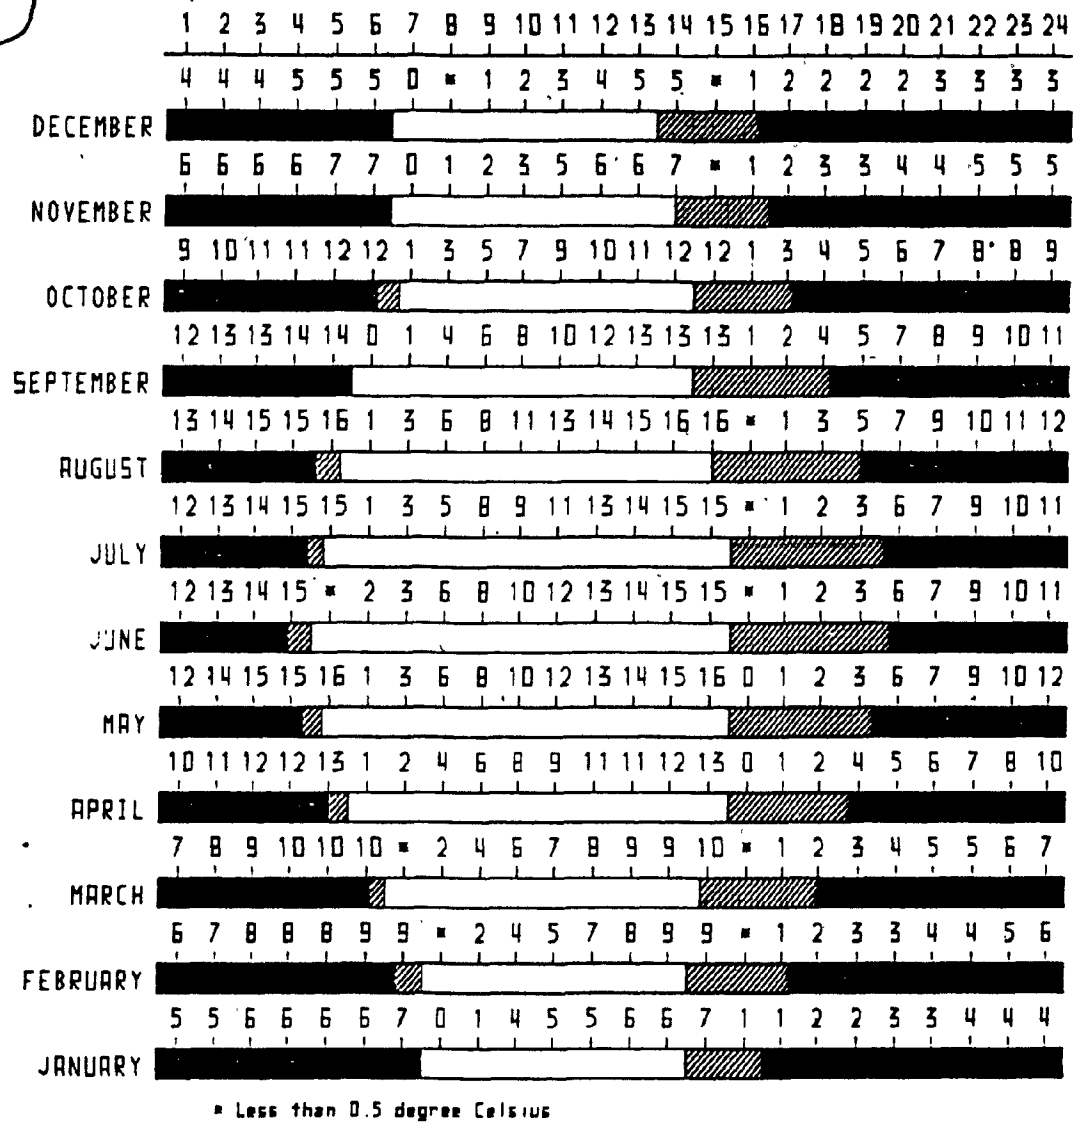 1 2 3 4 5 6 7 8 9 10 11 12 13 14 15 16 17 18 19 20 21 22 23 24
4 4 4 5 5 5 0 * 1 2 3 4 5 5 * 1 2 2 2 2 3 3 3 3
DECEMBER
6 6 6 6 7 7 0 1 2 3 5 6 6 7 * 1 2 3 3 4 4 5 5 5
NOVEMBER
9 10 11 11 12 12 1 3 5 7 9 10 11 12 12 1 3 4 5 6 7 8 8 9
OCTOBER
12 13 13 14 14 0 1 4 6 8 10 12 13 13 13 1 2 4 5 7 8 9 10 11
SEPTEMBER
13 14 15 15 16 1 3 6 8 11 13 14 15 16 16 * 1 3 5 7 9 10 11 12
AUGUST
12 13 14 15 15 1 3 5 8 9 11 13 14 15 15 * 1 2 3 6 7 9 10 11
JULY
12 13 14 15 * 2 3 6 8 10 12 13 14 15 15 * 1 2 3 6 7 9 10 11
JUNE
12 14 15 15 16 1 3 6 8 10 12 13 14 15 16 0 1 2 3 6 7 9 10 12
MAY
10 11 12 12 13 1 2 4 6 8 9 11 11 12 13 0 1 2 4 5 6 7 8 10
APRIL
7 8 9 10 10 10 * 2 4 6 7 8 9 9 10 * 1 2 3 4 5 5 6 7
MARCH
6 7 8 8 8 9 9 * 2 4 5 7 8 9 9 * 1 2 3 3 4 4 5 6
FEBRUARY
5 5 6 6 6 6 7 0 1 4 5 5 6 6 7 1 1 2 2 3 3 4 4 4
JANUARY
* Less than 0.5 degree Celsius